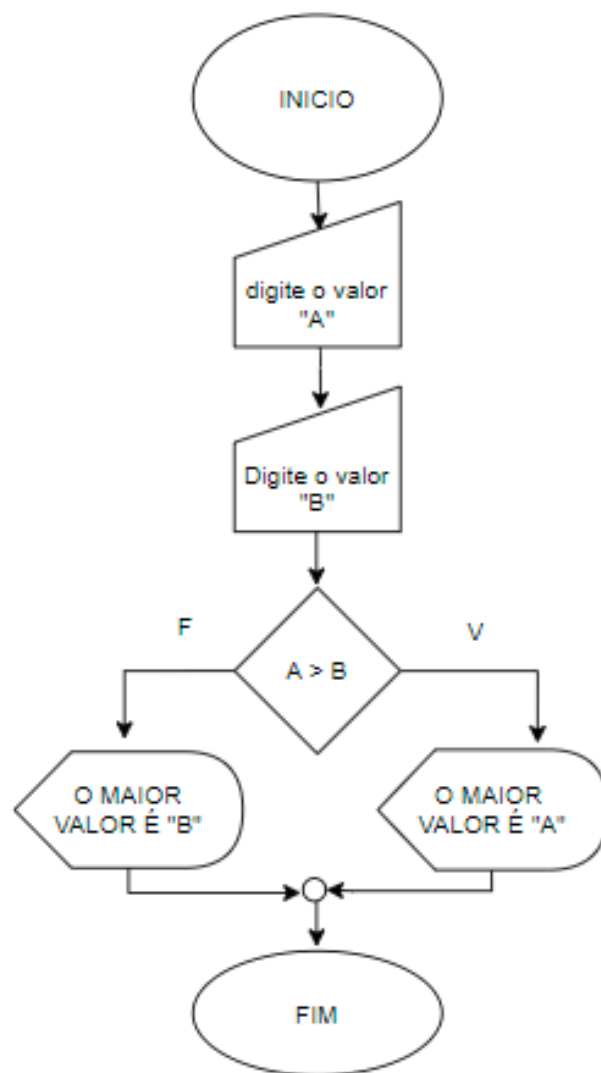 INICIO
digite o valor
"A"
Digite o valor
"B"
F
V
A > B
O MAIOR
VALOR É "B"
O MAIOR
VALOR É "A"
FIM